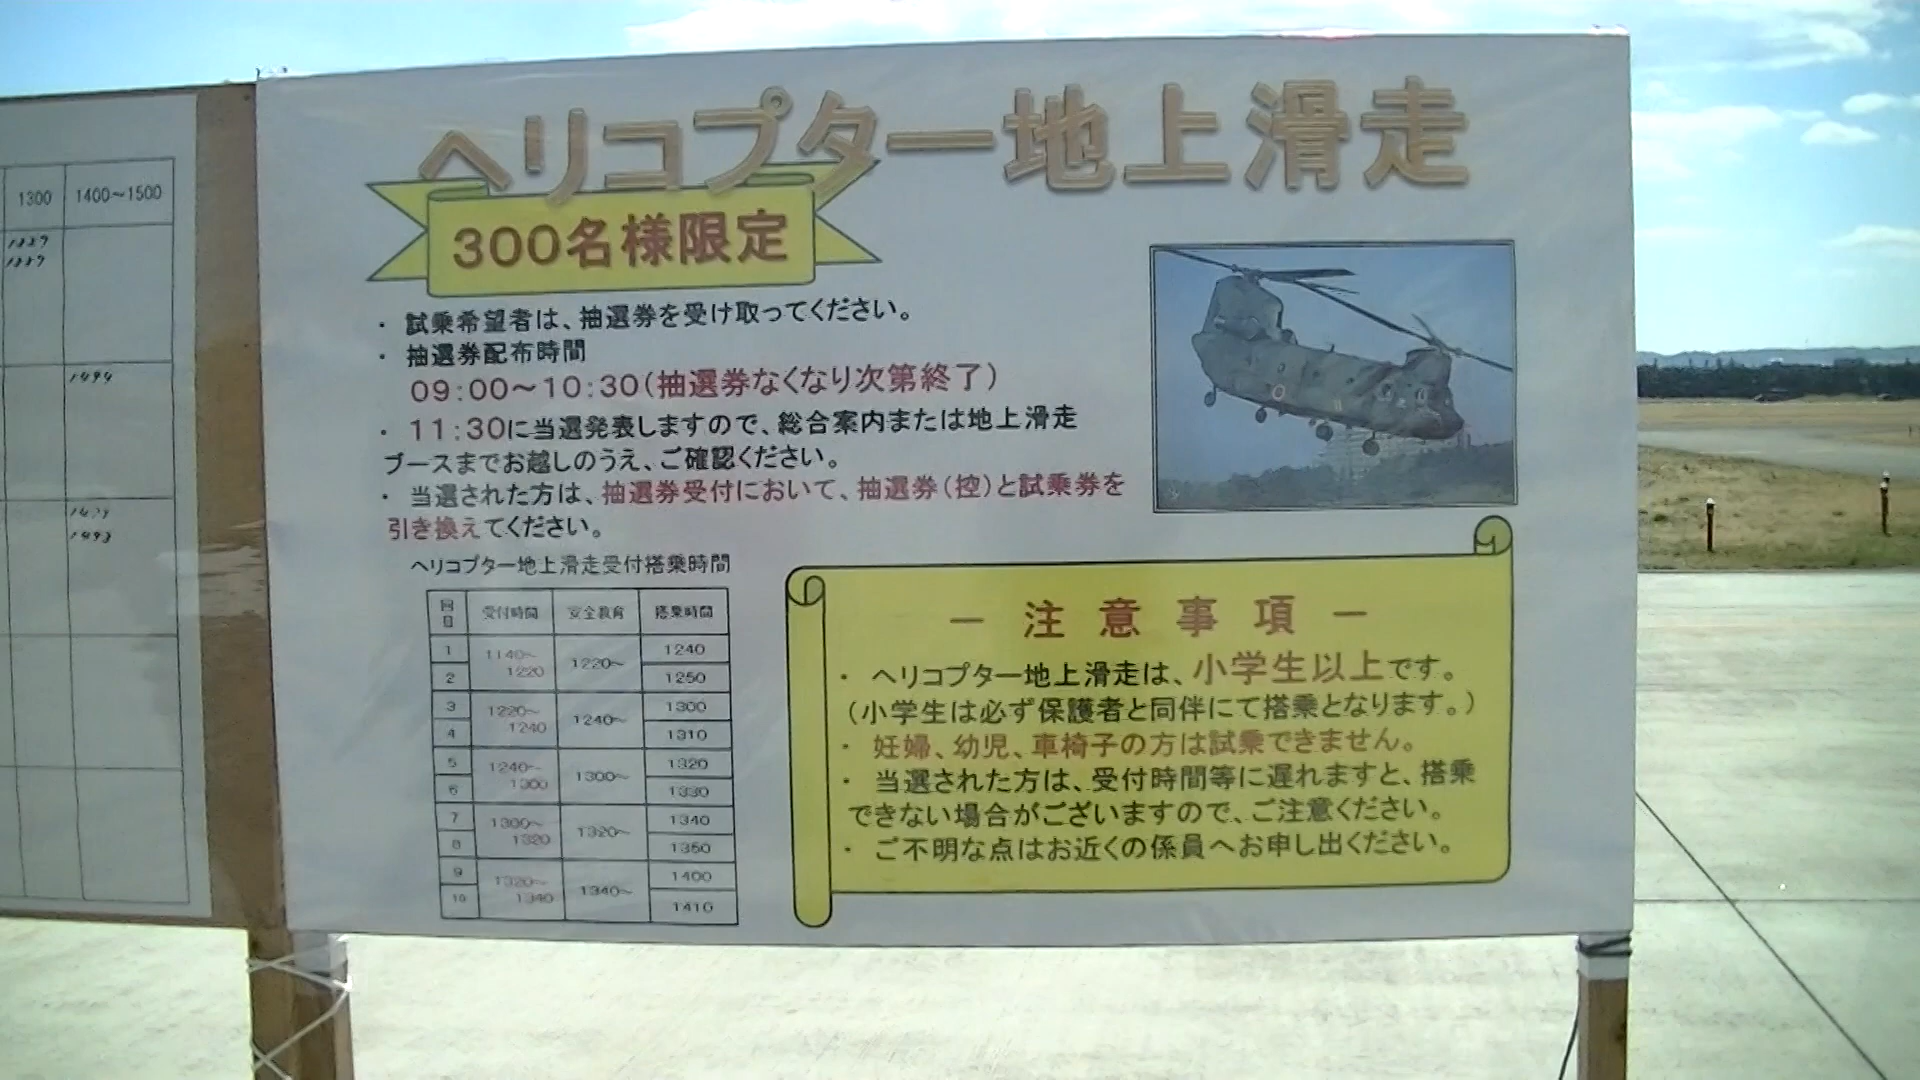 1300 1400～1500
ヘリコプター地上滑走
300名様限定
・ 試乗希望者は、抽選券を受け取ってください。
・ 抽選券配布時間
09:00～10:30(抽選券なくなり次第終了)
・ 11:30に当選発表しますので、総合案内または地上滑走
ブースまでお越しのうえ、ご確認ください。
・ 当選された方は、抽選券受付において、抽選券(控)と試乗券を
引き換えてください。
ヘリコプター地上滑走受付搭乗時間
回目 受付時間 安全教育 搭乗時間
1 1140～1220 1220～ 1240
2 1250
3 1220～1240 1240～ 1300
4 1310
5 1240～1300 1300～ 1320
6 1330
7 1300～1320 1320～ 1340
8 1350
9 1320～1340 1340～ 1400
10 1410
－ 注 意 事 項 －
・ ヘリコプター地上滑走は、小学生以上です。
(小学生は必ず保護者と同伴にて搭乗となります。)
・ 妊婦、幼児、車椅子の方は試乗できません。
・ 当選された方は、受付時間等に遅れますと、搭乗
できない場合がございますので、ご注意ください。
・ ご不明な点はお近くの係員へお申し出ください。